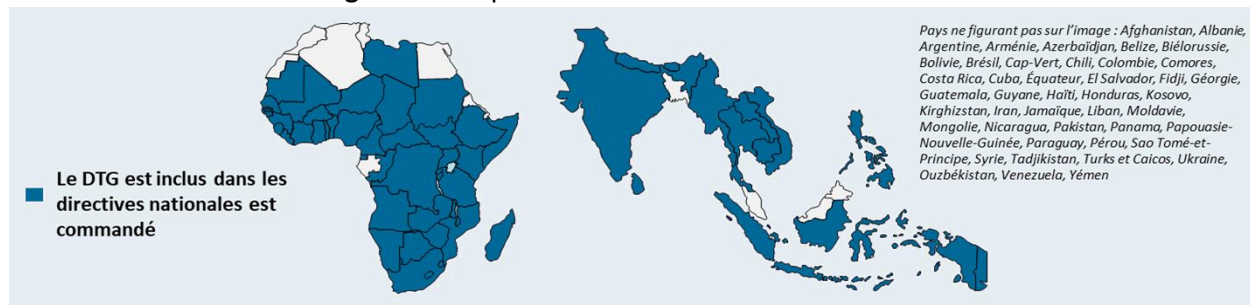 Le DTG est inclus dans les
directives nationales est
commandé
Pays ne figurant pas sur l'image : Afghanistan, Albanie,
Argentine, Arménie, Azerbaïdjan, Belize, Biélorussie,
Bolivie, Brésil, Cap-Vert, Chili, Colombie, Comores,
Costa Rica, Cuba, Équateur, El Salvador, Fidji, Géorgie,
Guatemala, Guyane, Haïti, Honduras, Kosovo,
Kirghizstan, Iran, Jamaïque, Liban, Moldavie,
Mongolie, Nicaragua, Pakistan, Panama, Papouasie-
Nouvelle-Guinée, Paraguay, Pérou, Sao Tomé-et-
Principe, Syrie, Tadjikistan, Turks et Caicos, Ukraine,
Ouzbékistan, Venezuela, Yémen